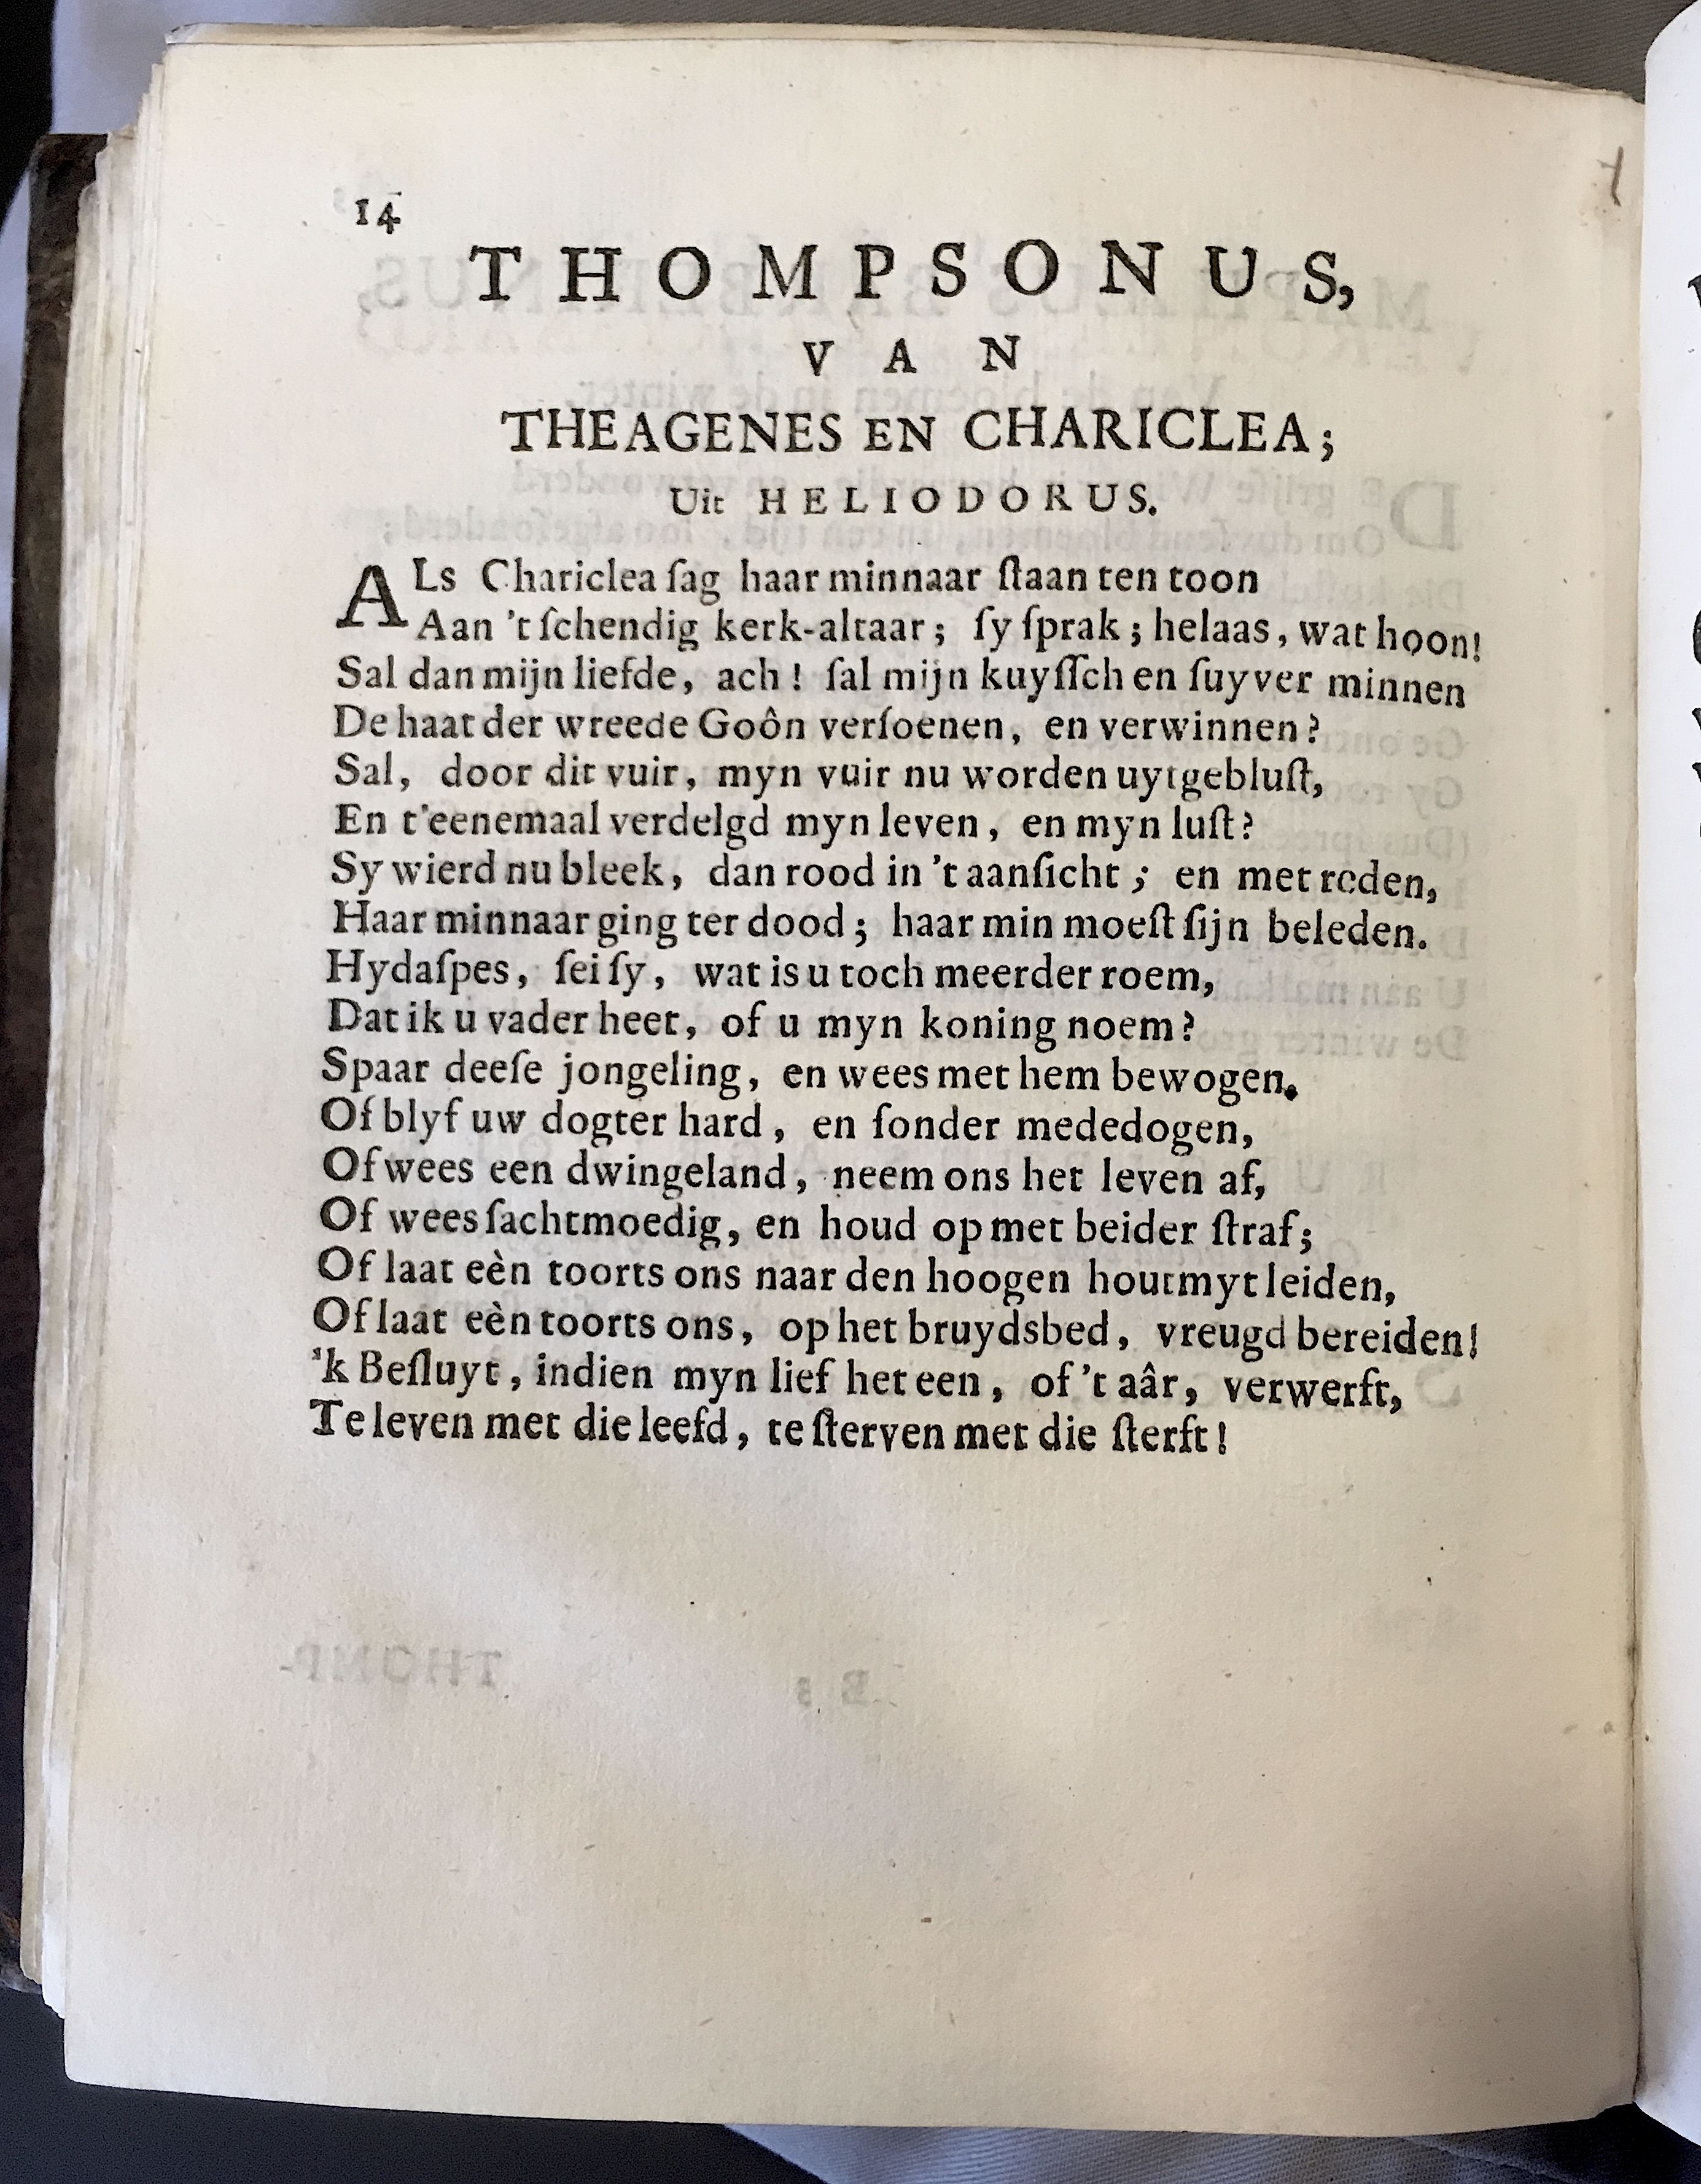 14
THOMPSONUS,
VAN
THEAGENES EN CHARICLEA;
Uit HELIODORUS.
ALs Chariclea ſag haar minnaar ſtaan ten toon
Aan 't ſchendig kerk-altaar; ſy ſprak; helaas, wat hoon!
Sal dan mijn liefde, ach! ſal mijn kuyſſch en ſuyver minnen
De haat der wreede Goôn verſoenen, en verwinnen?
Sal, door dit vuir, myn vuir nu worden uytgebluſt,
En t'eenemaal verdelgd myn leven, en myn luſt?
Sy wierd nu bleek, dan rood in 't aanſicht; en met reden,
Haar minnaar ging ter dood; haar min moeſt ſijn beleden.
Hydaſpes, ſei ſy, wat is u toch meerder roem,
Dat ik u vader heet, of u myn koning noem?
Spaar deeſe jongeling, en wees met hem bewogen.
Of blyf uw dogter hard, en ſonder mededogen,
Of wees een dwingeland, neem ons het leven af,
Of wees ſachtmoedig, en houd op met beider ſtraf;
Of laat eèn toorts ons naar den hoogen houtmyt leiden,
Of laat eèn toorts ons, op het bruydsbed, vreugd bereiden!
'k Beſluyt, indien myn lief het een, of 't aâr, verwerft,
Te leven met die leefd, te ſterven met die ſterft!